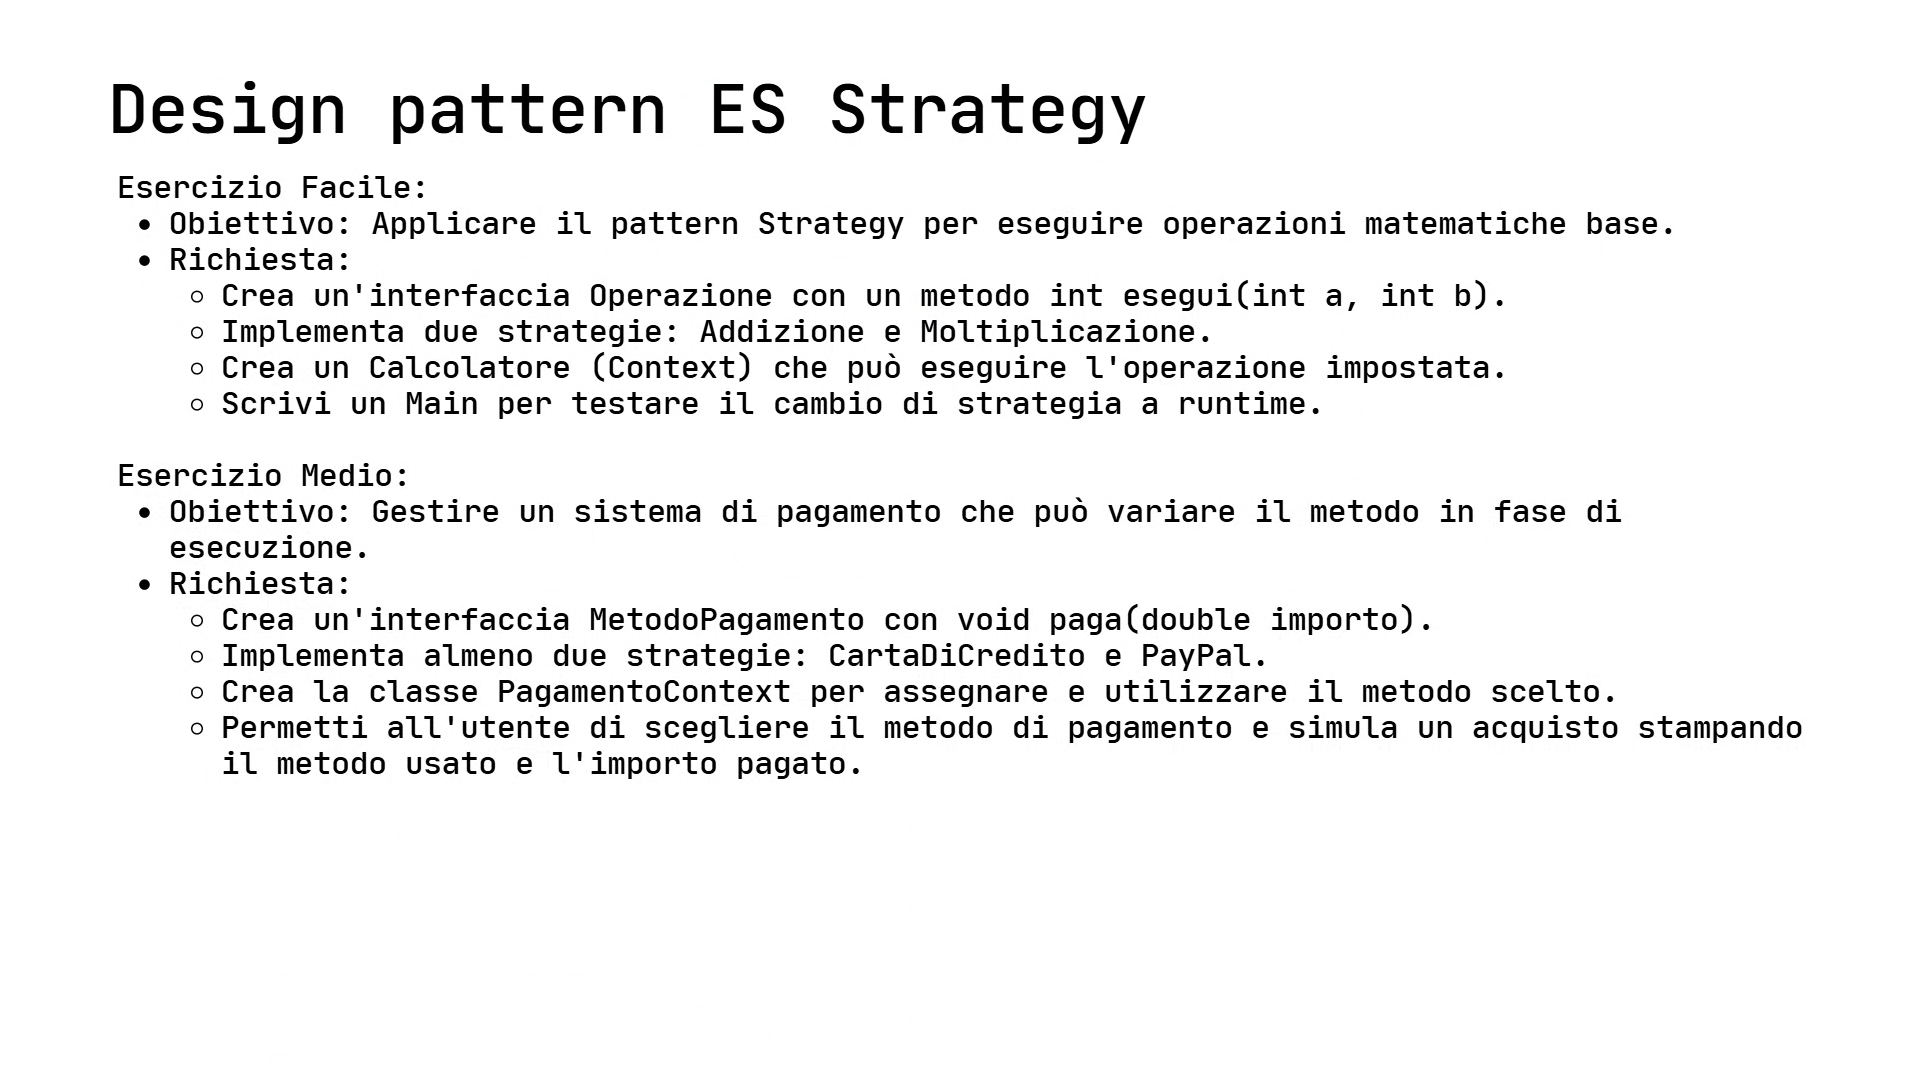 Design pattern ES Strategy
Esercizio Facile:
• Obiettivo: Applicare il pattern Strategy per eseguire operazioni matematiche base.
• Richiesta:
○ Crea un'interfaccia Operazione con un metodo int esegui(int a, int b).
○ Implementa due strategie: Addizione e Moltiplicazione.
○ Crea un Calcolatore (Context) che può eseguire l'operazione impostata.
○ Scrivi un Main per testare il cambio di strategia a runtime.
Esercizio Medio:
• Obiettivo: Gestire un sistema di pagamento che può variare il metodo in fase di
esecuzione.
• Richiesta:
○ Crea un'interfaccia MetodoPagamento con void paga(double importo).
○ Implementa almeno due strategie: CartaDiCredito e PayPal.
○ Crea la classe PagamentoContext per assegnare e utilizzare il metodo scelto.
○ Permetti all'utente di scegliere il metodo di pagamento e simula un acquisto stampando
il metodo usato e l'importo pagato.